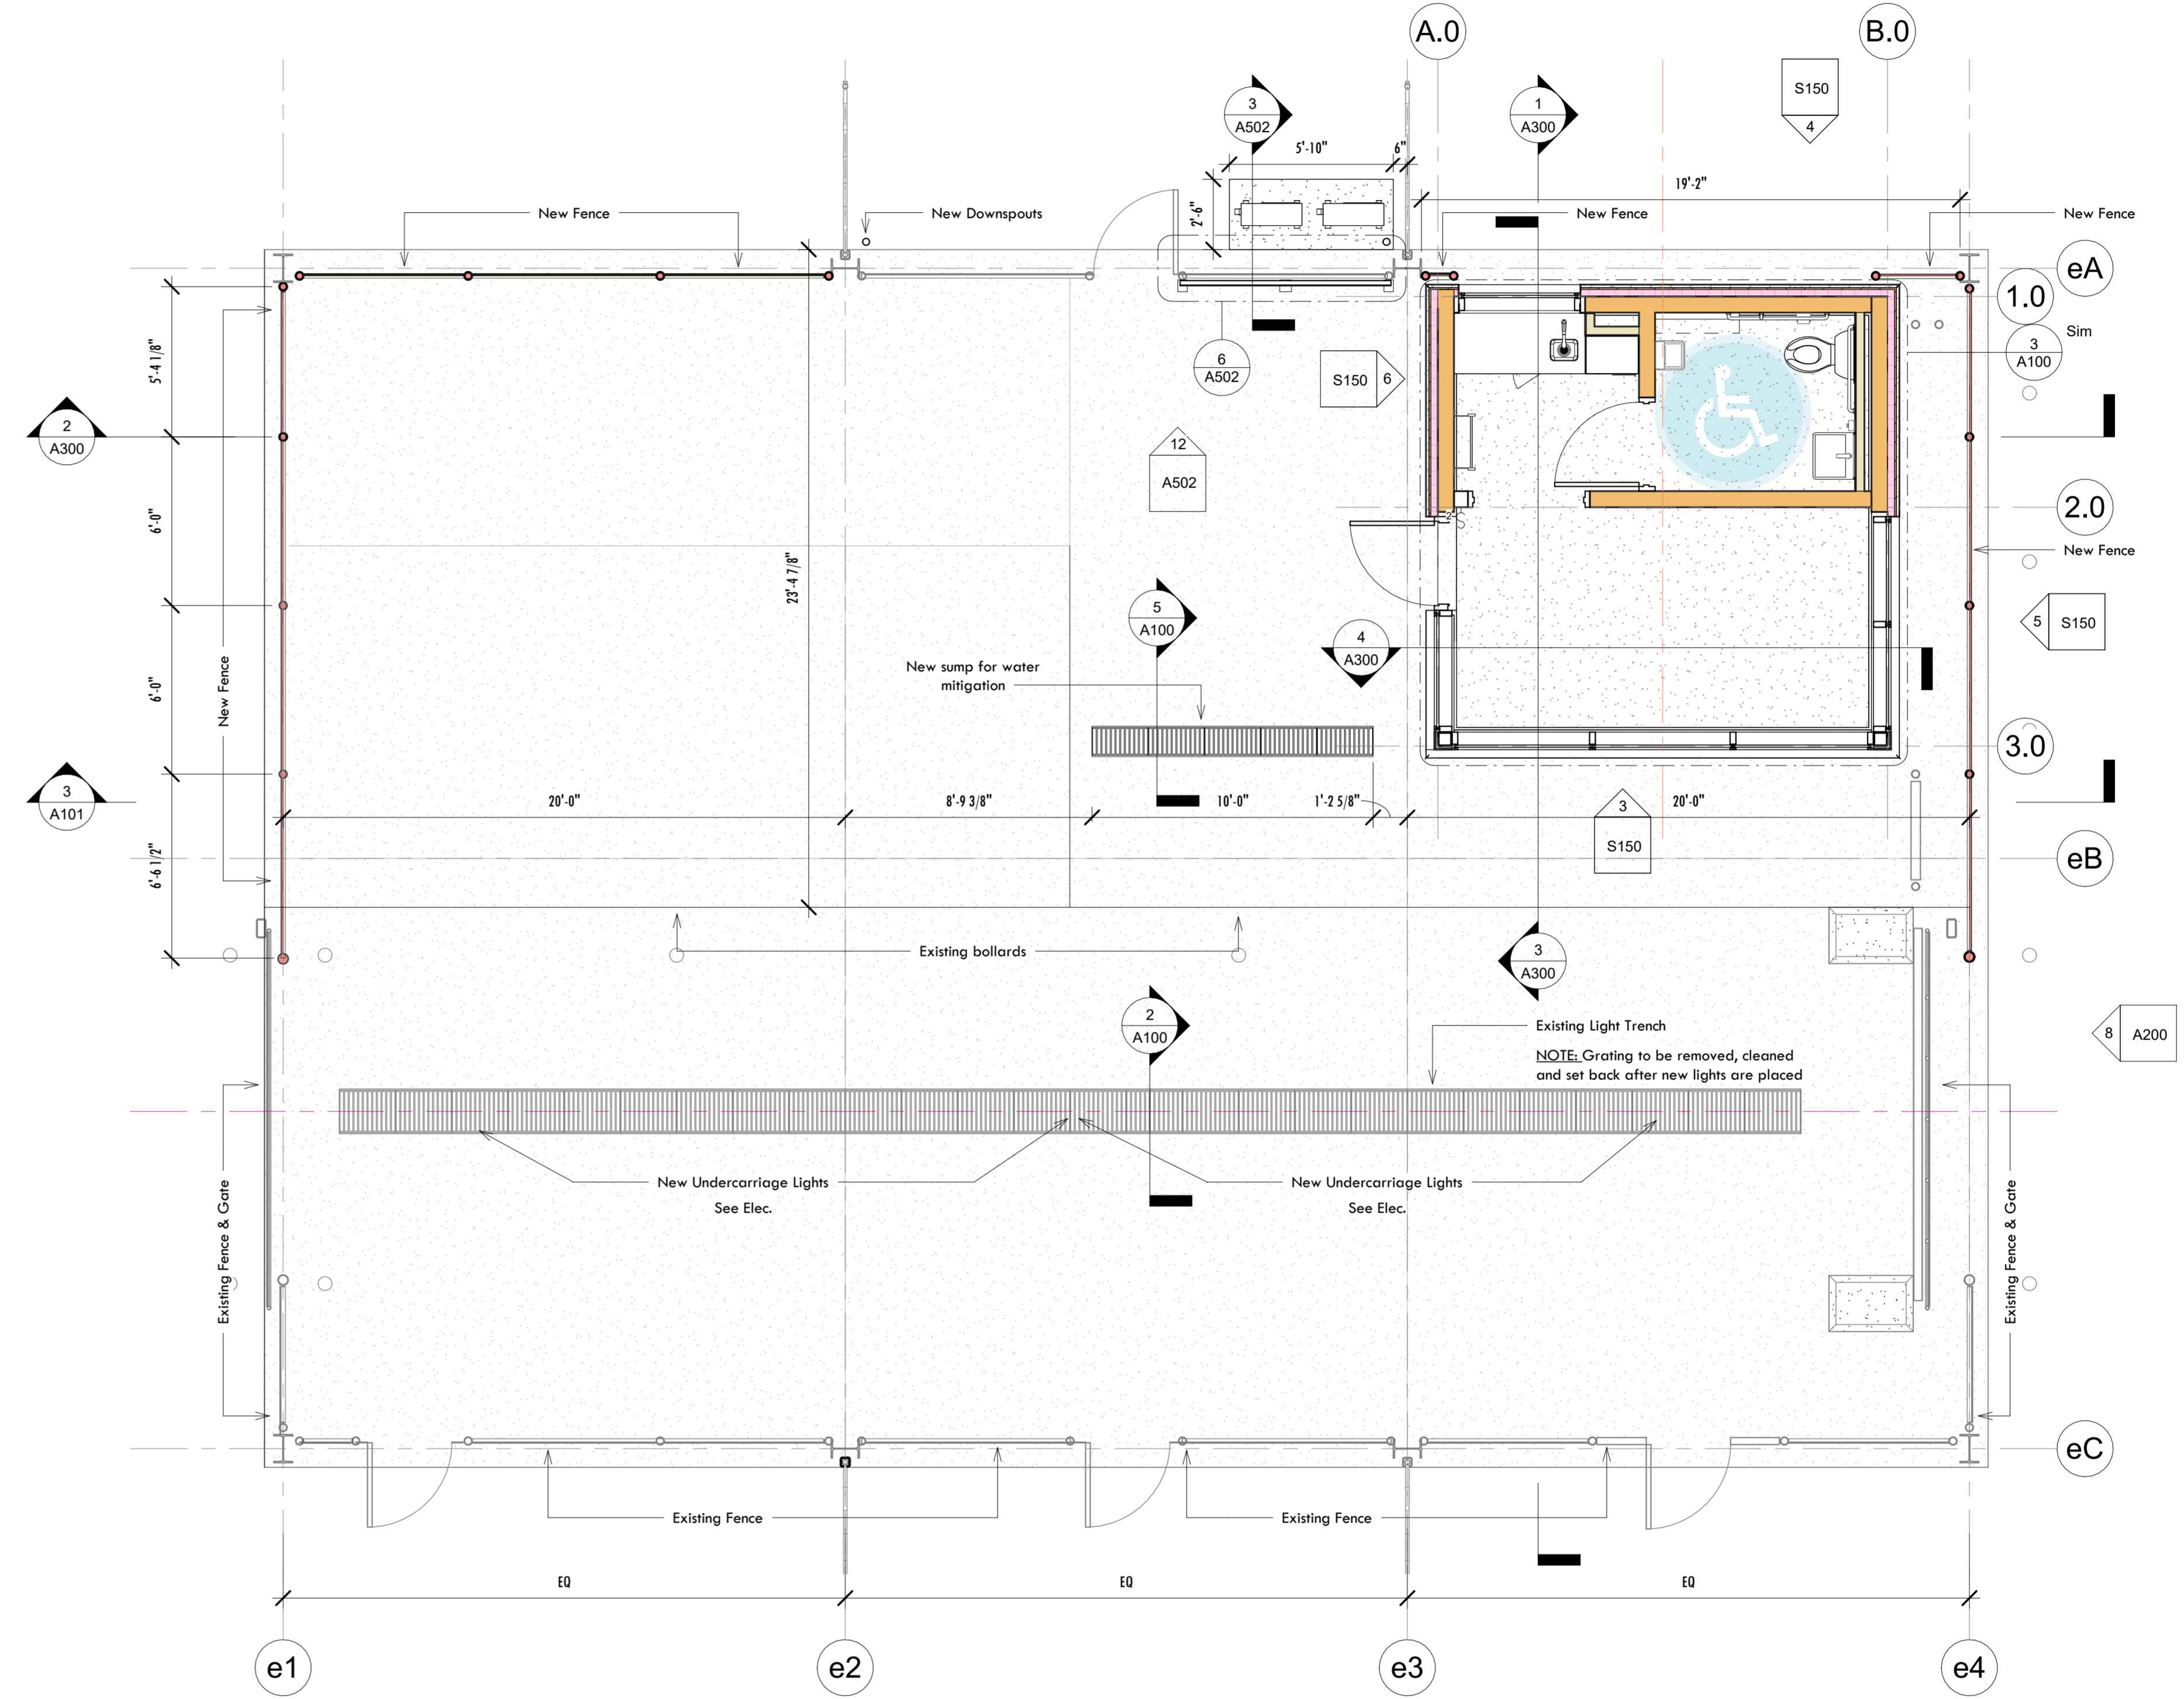 A.0
B.0
S150
4
3
A502
1
A300
5'-10"
6"
19'-2"
2'-6"
New Fence
New Downspouts
New Fence
New Fence
eA
1.0
Sim
3
A100
5'-4 1/8"
6
A502
S150
6
2
A300
12
A502
2.0
6'-0"
2
S
New Fence
23'-4 7/8"
5
A100
4
A300
5
S150
New Fence
New sump for water
mitigation
6'-0"
3.0
3
A101
20'-0"
8'-9 3/8"
10'-0"
1'-2 5/8"
3
S150
20'-0"
6'-6 1/2"
eB
Existing bollards
3
A300
2
A100
Existing Light Trench
NOTE: Grating to be removed, cleaned
and set back after new lights are placed
8
A200
New Undercarriage Lights
See Elec.
New Undercarriage Lights
See Elec.
Existing Fence & Gate
Existing Fence & Gate
eC
Existing Fence
Existing Fence
EQ
EQ
EQ
e1
e2
e3
e4